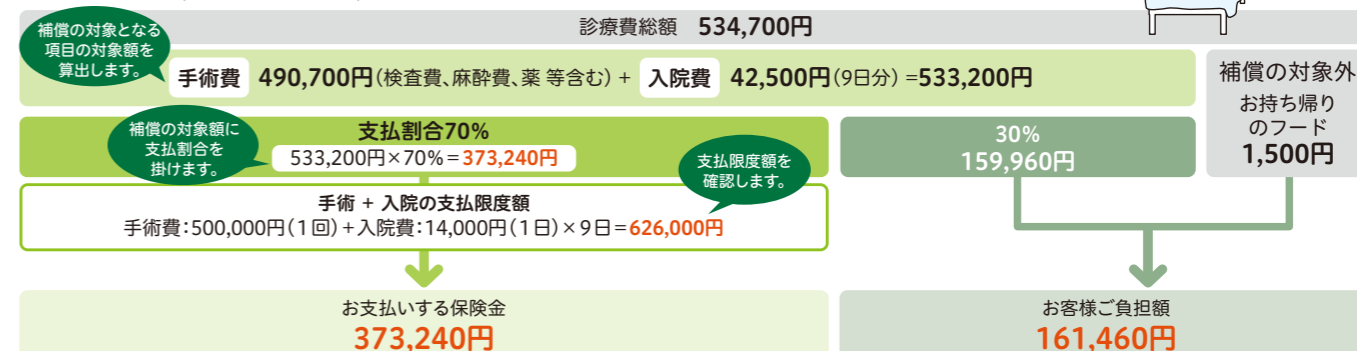 診療費総額 534,700円
補償の対象となる
項目の対象額を
算出します。
手術費 490,700円(検査費、麻酔費、薬 等含む) + 入院費 42,500円(9日分) =533,200円
補償の対象外
お持ち帰り
のフード
1,500円
補償の対象額に
支払割合を
掛けます。
支払割合70%
533,200円×70%=373,240円
30%
159,960円
支払限度額を
確認します。
手術 + 入院の支払限度額
手術費:500,000円(1回)+入院費:14,000円(1日)×9日=626,000円
お支払いする保険金
373,240円
お客様ご負担額
161,460円